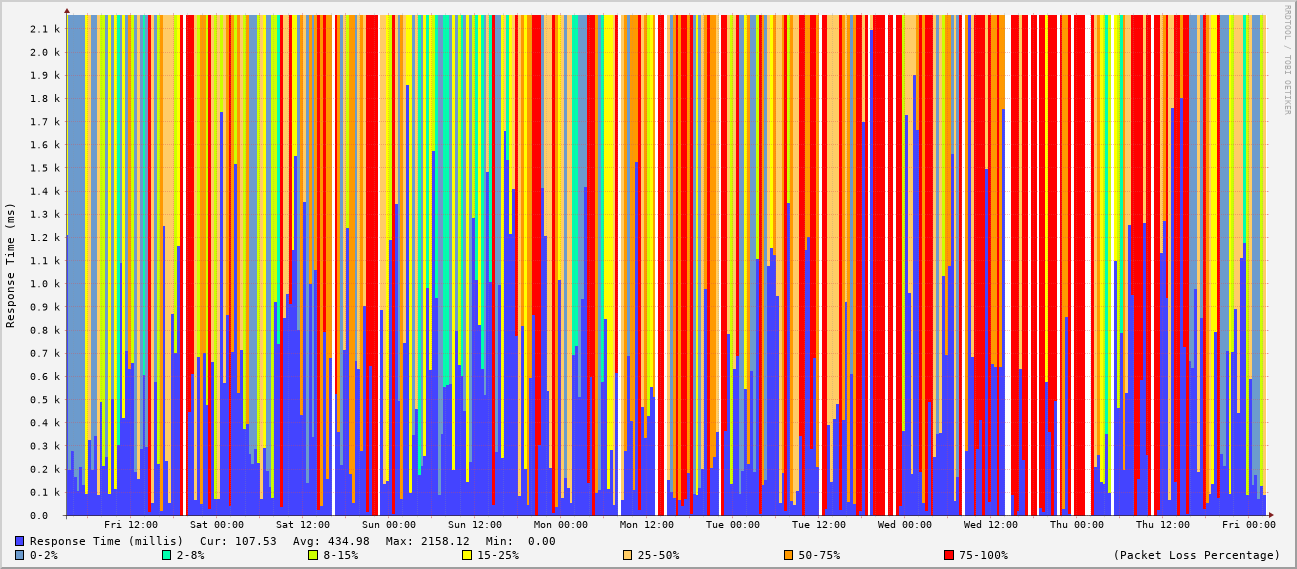 RRDTOOL / TOBI OETIKER
Response Time (ms)
2.1 k
2.0 k
1.9 k
1.8 k
1.7 k
1.6 k
1.5 k
1.4 k
1.3 k
1.2 k
1.1 k
1.0 k
0.9 k
0.8 k
0.7 k
0.6 k
0.5 k
0.4 k
0.3 k
0.2 k
0.1 k
0.0
Fri 12:00 Sat 00:00 Sat 12:00 Sun 00:00 Sun 12:00 Mon 00:00 Mon 12:00 Tue 00:00 Tue 12:00 Wed 00:00 Wed 12:00 Thu 00:00 Thu 12:00 Fri 00:00
Response Time (millis) Cur: 107.53 Avg: 434.98 Max: 2158.12 Min: 0.00
0-2% 2-8% 8-15% 15-25% 25-50% 50-75% 75-100% (Packet Loss Percentage)